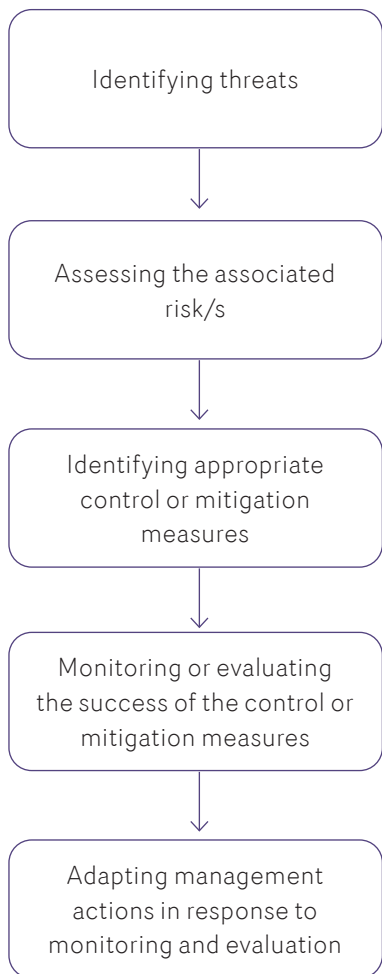 Identifying threats
Assessing the associated
risk/s
Identifying appropriate
control or mitigation
measures
Monitoring or evaluating
the success of the control or
mitigation measures
Adapting management
actions in response to
monitoring and evaluation